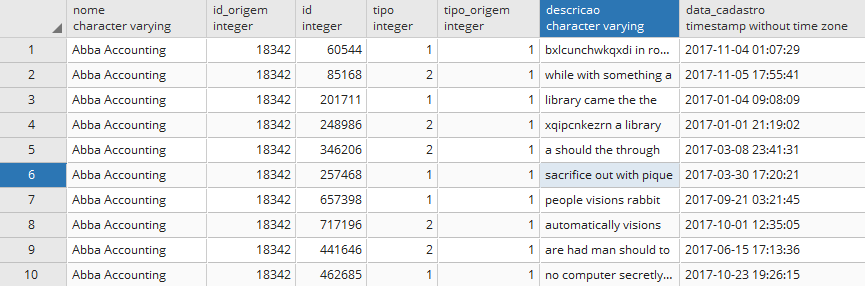 nome id_origem id tipo tipo_origem descricao data_cadastro
character varying integer integer integer integer character varying timestamp without time zone
1 Abba Accounting 18342 60544 1 1 bxlcunchwkqxdi in ro... 2017-11-04 01:07:29
2 Abba Accounting 18342 85168 2 1 while with something a 2017-11-05 17:55:41
3 Abba Accounting 18342 201711 1 1 library came the the 2017-01-04 09:08:09
4 Abba Accounting 18342 248986 2 1 xqipcnkezrn a library 2017-01-01 21:19:02
5 Abba Accounting 18342 346206 2 1 a should the through 2017-03-08 23:41:31
6 Abba Accounting 18342 257468 1 1 sacrifice out with pique 2017-03-30 17:20:21
7 Abba Accounting 18342 657398 1 1 people visions rabbit 2017-09-21 03:21:45
8 Abba Accounting 18342 717196 2 1 automatically visions 2017-10-01 12:35:05
9 Abba Accounting 18342 441646 2 1 are had man should to 2017-06-15 17:13:36
10 Abba Accounting 18342 462685 1 1 no computer secretly... 2017-10-23 19:26:15